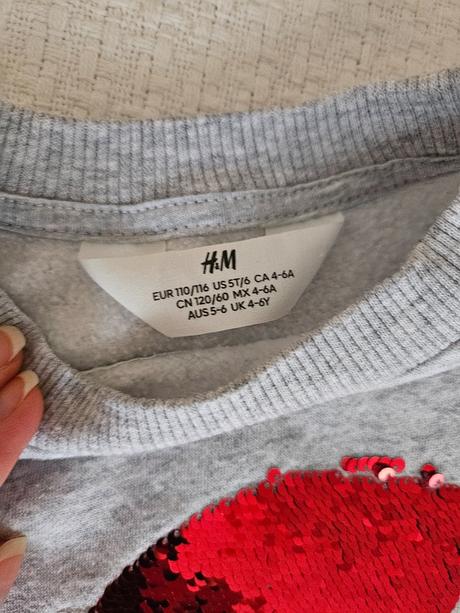 H&M
EUR 110/116 US 5T/6 CA 4-6A
CN 120/60 MX 4-6A
AUS 5-6 UK 4-6Y